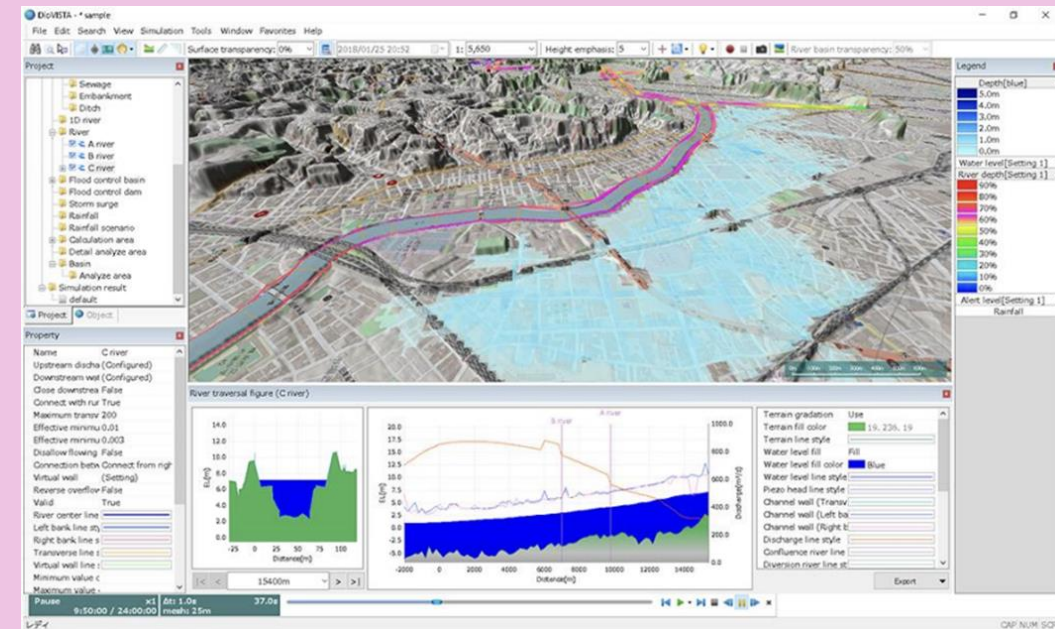 DioVISTA - * sample
File Edit Search View Simulation Tools Window Favorites Help
Surface transparency: 0% 2018/01/25 20:52 1: 5,650 Height emphasis: 5 River basin transparency: 50%
Project
Sewage
Embankment
Ditch
1D river
River
A river
B river
C river
Flood control basin
Flood control dam
Storm surge
Rainfall
Rainfall scenario
Calculation area
Detail analyze area
Basin
Analyze area
Simulation result
default
Project Object
Legend
Depth[blue]
5.0m
4.0m
3.0m
2.0m
1.0m
0.0m
Water level[Setting 1]
River depth[Setting 1]
90%
80%
70%
60%
50%
40%
30%
20%
10%
0%
Alert level[Setting 1]
Rainfall
Property
Name C river
Upstream discha (Configured)
Downstream wat (Configured)
Close downstrea False
Connect with rur True
Maximum transv 200
Effective minimu 0.01
Effective minimu 0.003
Disallow flowing False
Connection betw Connect from righ
Virtual wall (Setting)
Reverse overflow False
Valid True
River center line
Left bank line sty
Right bank line s
Transverse line s
Virtual wall line s
Minimum value c
Maximum value
River traversal figure (C river)
14.0
12.0
10.0
8.0
6.0
4.0
2.0
0.0
EL[m]
-25 0 25 50 75 100
Distance[m]
|< < 15400m > >|
B river A river
20.0
17.5
15.0
12.5
10.0
7.5
5.0
2.5
0.0
-2.5
-5.0
EL[m]
-2000 0 2000 4000 6000 8000 10000 12000 14000
Distance[m]
1000.0
800.0
600.0
400.0
200.0
0.0
Discharge[m³/s]
Terrain gradation Use
Terrain fill color 19, 236, 19
Terrain line style
Water level fill Fill
Water level fill color Blue
Water level line style
Piezo head line style
Channel wall (Transv
Channel wall (Left ba
Channel wall (Right b
Discharge line style
Confluence river line
Diversion river line st
Export
Pause x1 Δt: 1.0s 37.0s
9:50:00 / 24:00:00 mesh: 25m
レディ
CAP NUM SCR